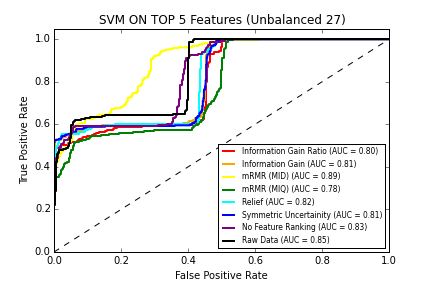 SVM ON TOP 5 Features (Unbalanced 27)
1.0
0.8
0.6
0.4
0.2
0.0
True Positive Rate
Information Gain Ratio (AUC = 0.80)
Information Gain (AUC = 0.81)
mRMR (MID) (AUC = 0.89)
mRMR (MIQ) (AUC = 0.78)
Relief (AUC = 0.82)
Symmetric Uncertainity (AUC = 0.81)
No Feature Ranking (AUC = 0.83)
Raw Data (AUC = 0.85)
0.0 0.2 0.4 0.6 0.8 1.0
False Positive Rate